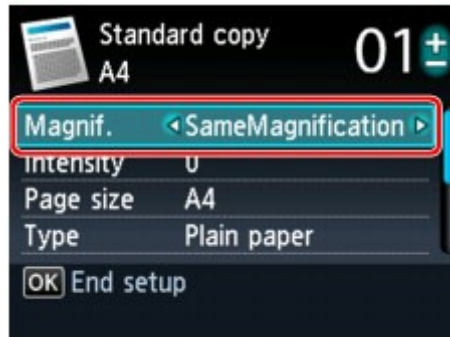 Standard copy
A4
01±
Magnif. SameMagnification
Intensity 0
Page size A4
Type Plain paper
OK End setup